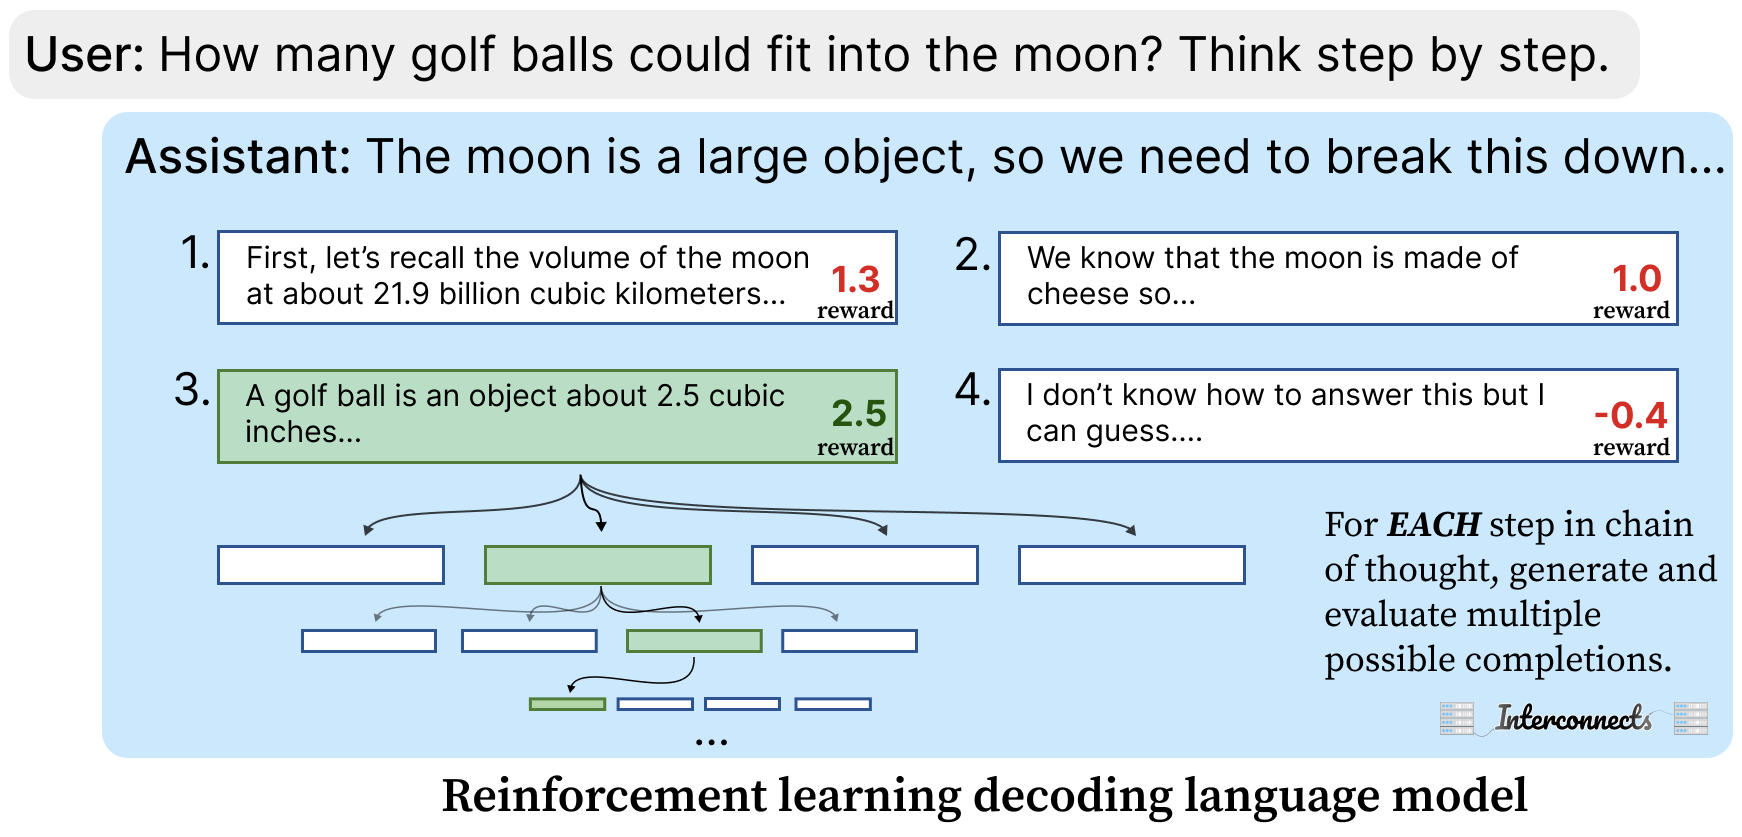 User: How many golf balls could fit into the moon? Think step by step.
Assistant: The moon is a large object, so we need to break this down...
1.
First, let’s recall the volume of the moon
at about 21.9 billion cubic kilometers...
1.3
reward
2.
We know that the moon is made of
cheese so...
1.0
reward
3.
A golf ball is an object about 2.5 cubic
inches...
2.5
reward
4.
I don’t know how to answer this but I
can guess....
-0.4
reward
For EACH step in chain
of thought, generate and
evaluate multiple
possible completions.
Interconnects
...
Reinforcement learning decoding language model